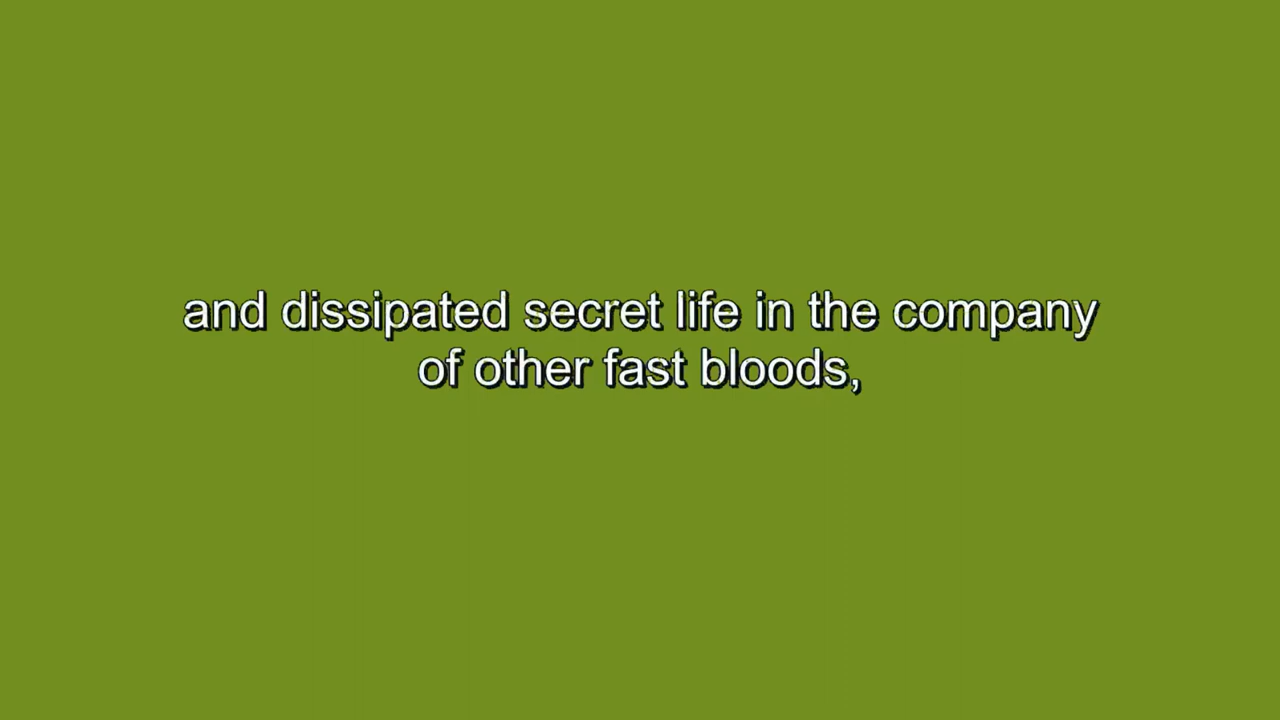 and dissipated secret life in the company
of other fast bloods,